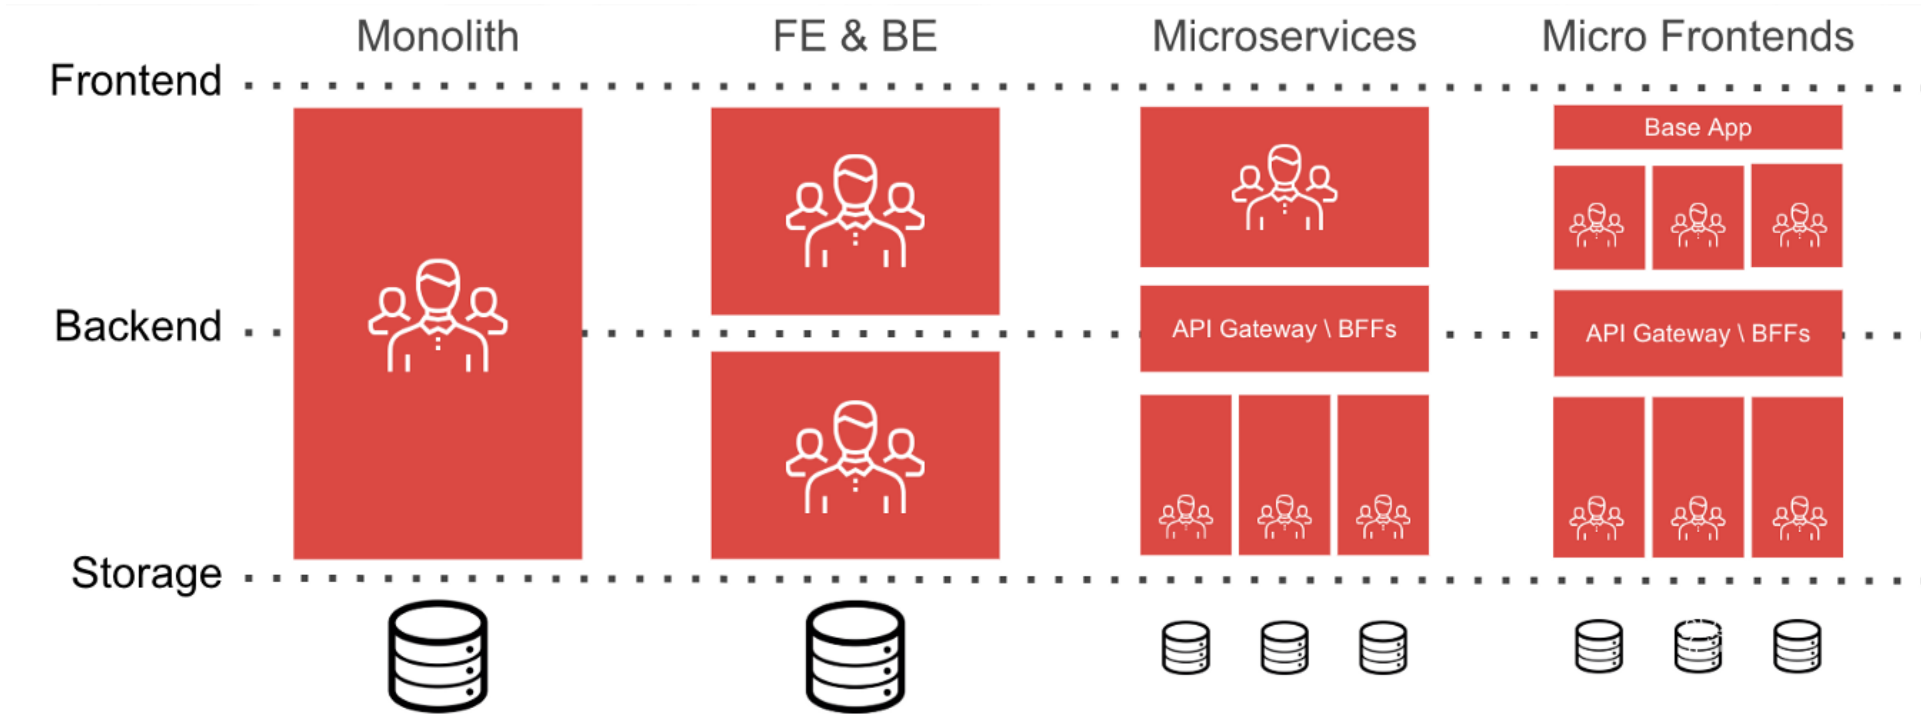 Monolith
FE & BE
Microservices
Micro Frontends
Frontend
Base App
Backend
API Gateway \ BFFs
API Gateway \ BFFs
Storage